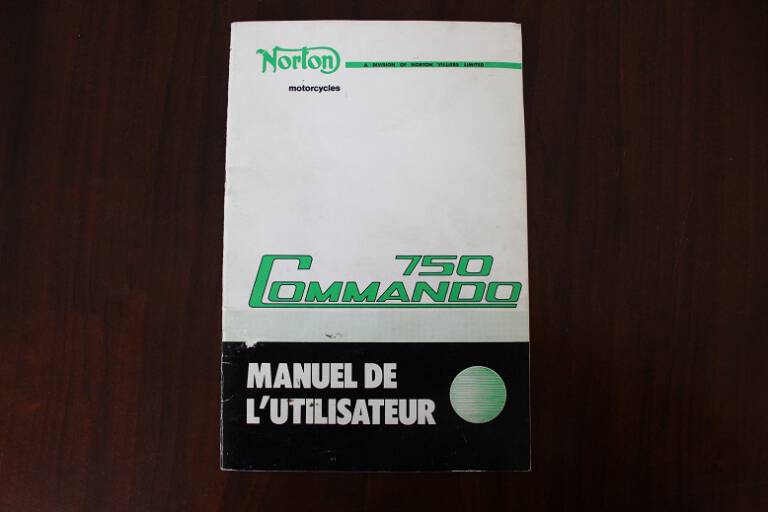 Norton
A DIVISION OF NORTON VILLIERS LIMITED
motorcycles
750
COMMANDO
MANUEL DE
L'UTILISATEUR